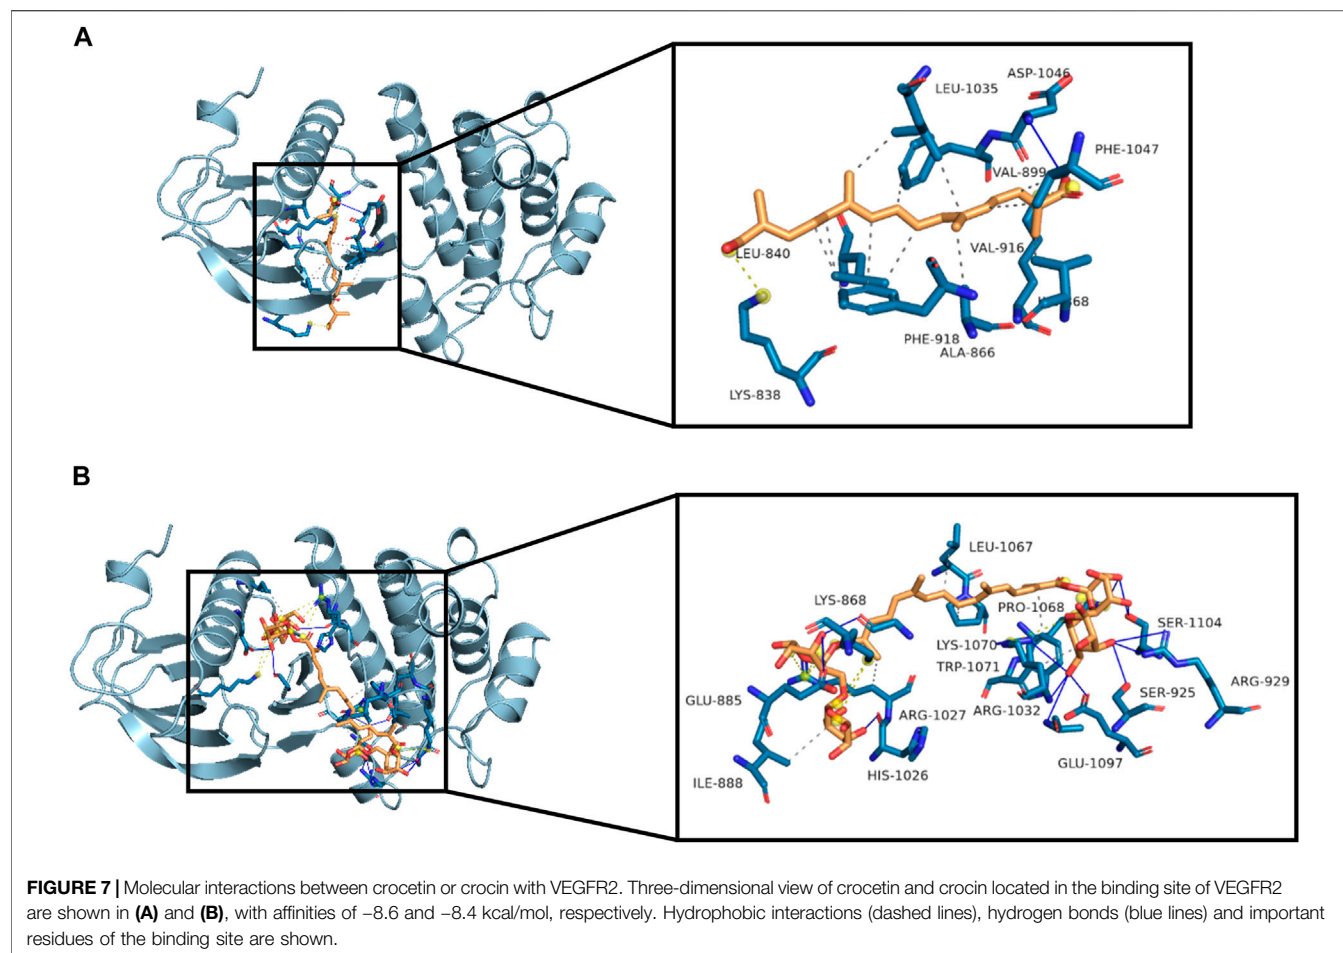 A
LEU-1035
ASP-1046
PHE-1047
VAL-899
LEU-840
VAL-916
PHE-918
ALA-866
LYS-838
B
LEU-1067
LYS-868
PRO-1068
SER-1104
LYS-1070
TRP-1071
GLU-885
ARG-929
SER-925
ARG-1032
ARG-1027
GLU-1097
HIS-1026
ILE-888
FIGURE 7 | Molecular interactions between crocetin or crocin with VEGFR2. Three-dimensional view of crocetin and crocin located in the binding site of VEGFR2
are shown in (A) and (B), with affinities of −8.6 and −8.4 kcal/mol, respectively. Hydrophobic interactions (dashed lines), hydrogen bonds (blue lines) and important
residues of the binding site are shown.